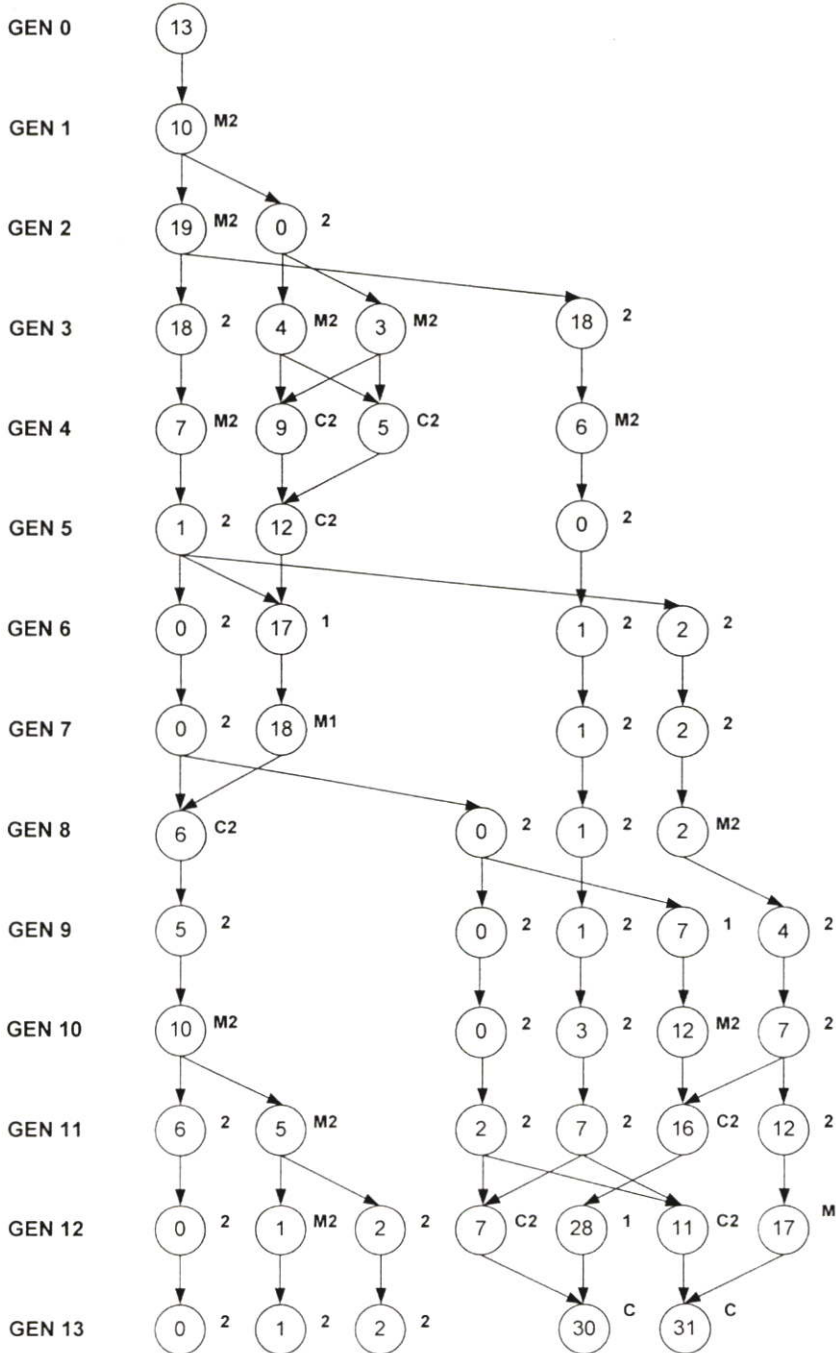 GEN 0 13
GEN 1 10 M2
GEN 2 19 M2 0 2
GEN 3 18 2 4 M2 3 M2 18 2
GEN 4 7 M2 9 C2 5 C2 6 M2
GEN 5 1 2 12 C2 0 2
GEN 6 0 2 17 1 1 2 2 2
GEN 7 0 2 18 M1 1 2 2 2
GEN 8 6 C2 0 2 1 2 2 M2
GEN 9 5 2 0 2 1 2 7 1 4 2
GEN 10 10 M2 0 2 3 2 12 M2 7 2
GEN 11 6 2 5 M2 2 2 7 2 16 C2 12 2
GEN 12 0 2 1 M2 2 2 7 C2 28 1 11 C2 17 M
GEN 13 0 2 1 2 2 2 30 C 31 C